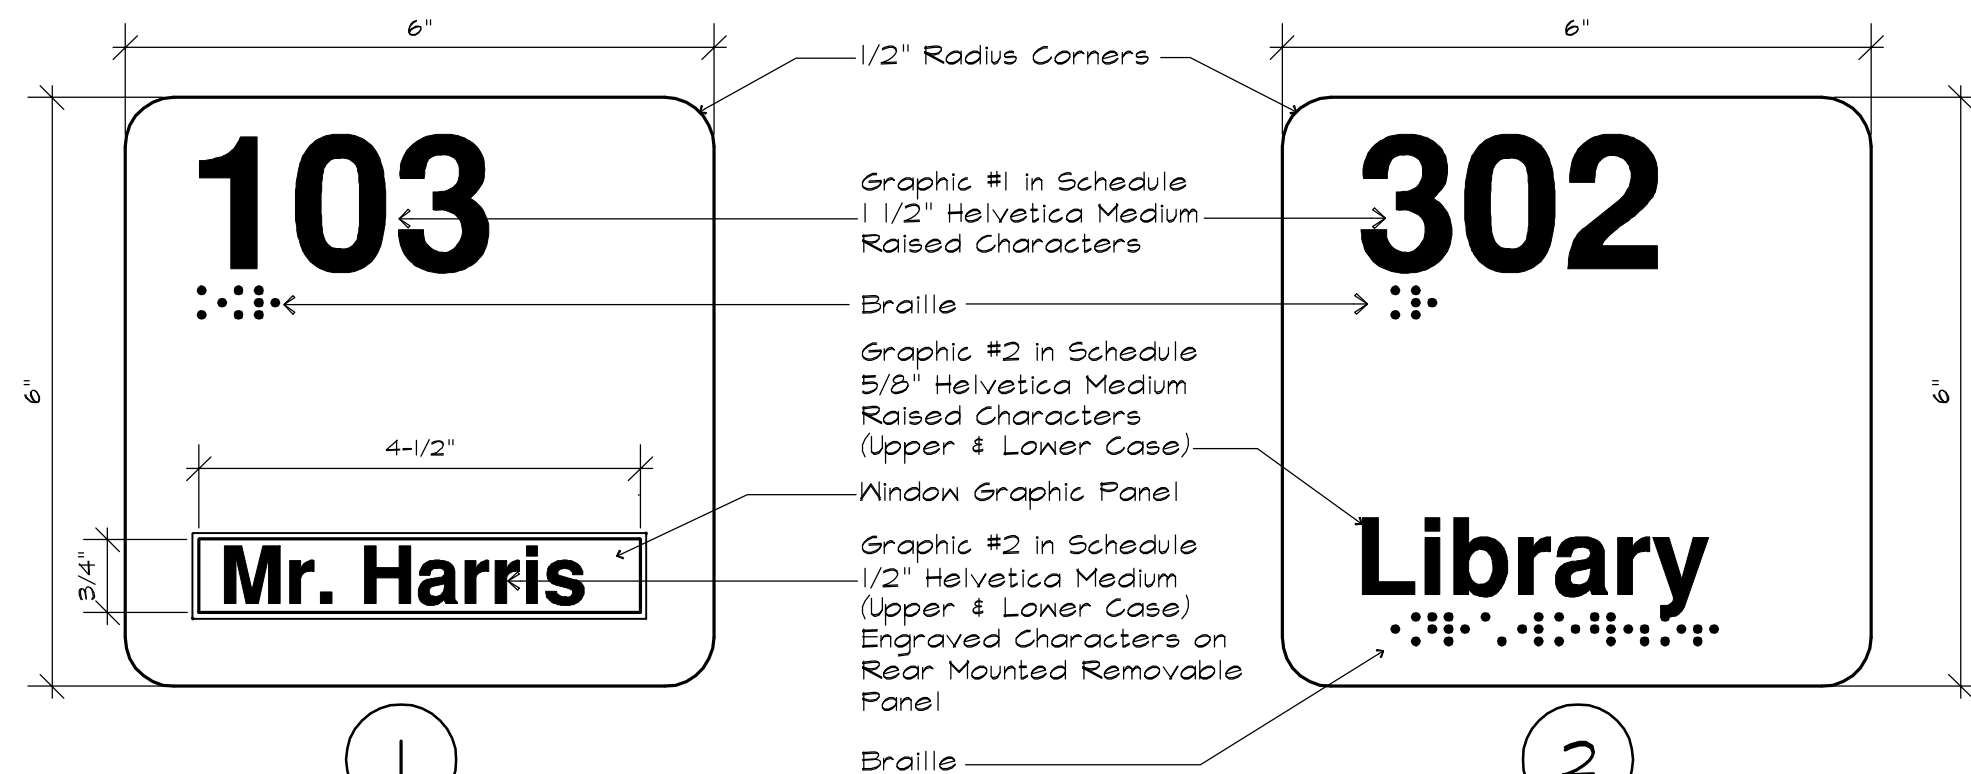 6"
6"
1/2" Radius Corners
103
302
Graphic #1 in Schedule
1 1/2" Helvetica Medium
Raised Characters
Braille
Graphic #2 in Schedule
5/8" Helvetica Medium
Raised Characters
(Upper & Lower Case)
6"
6"
4-1/2"
Window Graphic Panel
3/4"
Mr. Harris
Library
Graphic #2 in Schedule
1/2" Helvetica Medium
(Upper & Lower Case)
Engraved Characters on
Rear Mounted Removable
Panel
Braille
1
2